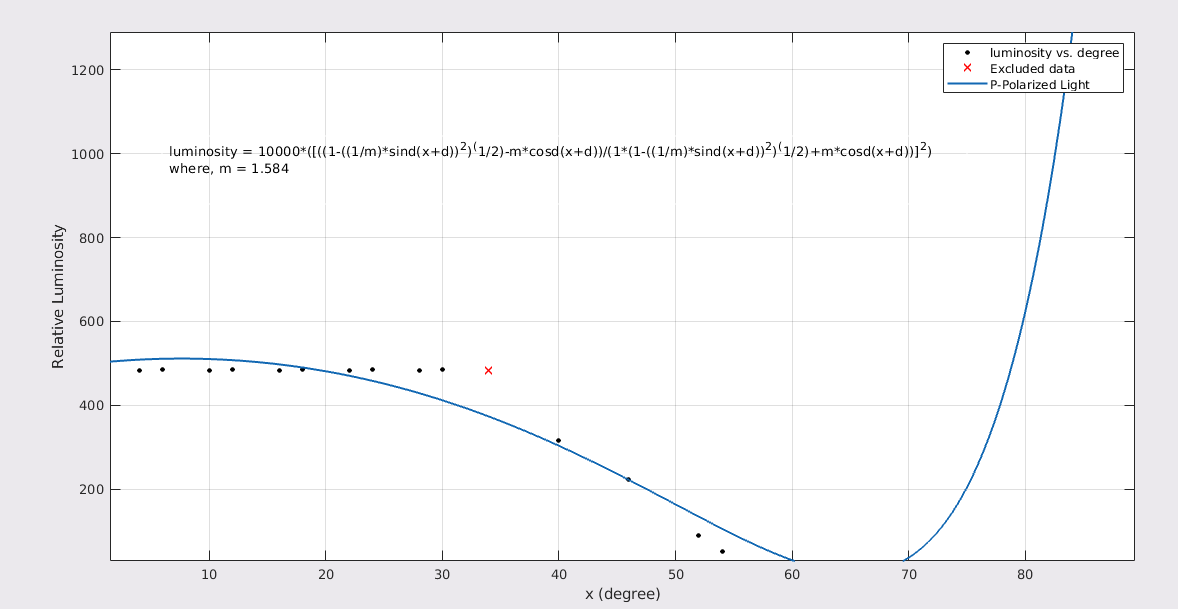 1200
1000
800
600
400
200
Relative Luminosity
luminosity vs. degree
Excluded data
P-Polarized Light
luminosity = 10000*([((1-((1/m)*sind(x+d))²)⁽1/2)-m*cosd(x+d))/(1*(1-((1/m)*sind(x+d))²)⁽1/2)+m*cosd(x+d))]²)
where, m = 1.584
10 20 30 40 50 60 70 80
x (degree)